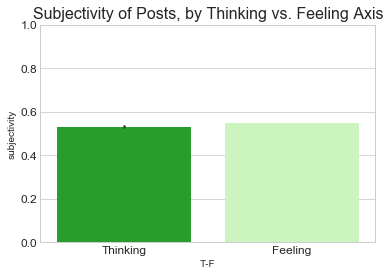 Subjectivity of Posts, by Thinking vs. Feeling Axis
1.0
0.8
0.6
0.4
0.2
0.0
subjectivity
Thinking Feeling
T-F